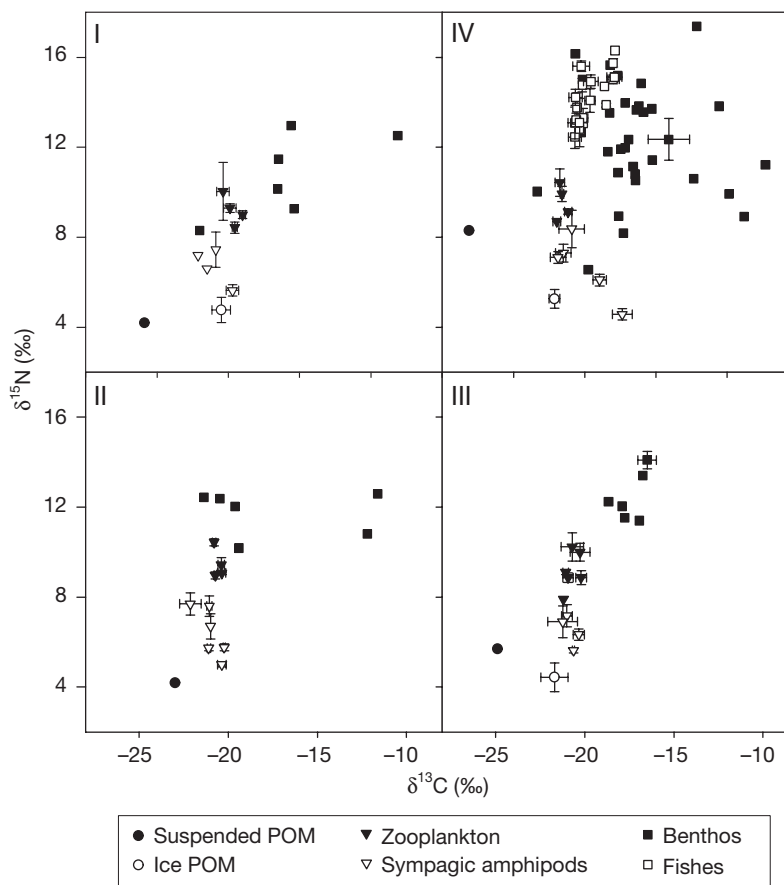 I
IV
16
12
8
4
δ15N (‰)
II
III
16
12
8
4
−25 −20 −15 −10 −25 −20 −15 −10
δ13C (‰)
Suspended POM Zooplankton Benthos
Ice POM Sympagic amphipods Fishes